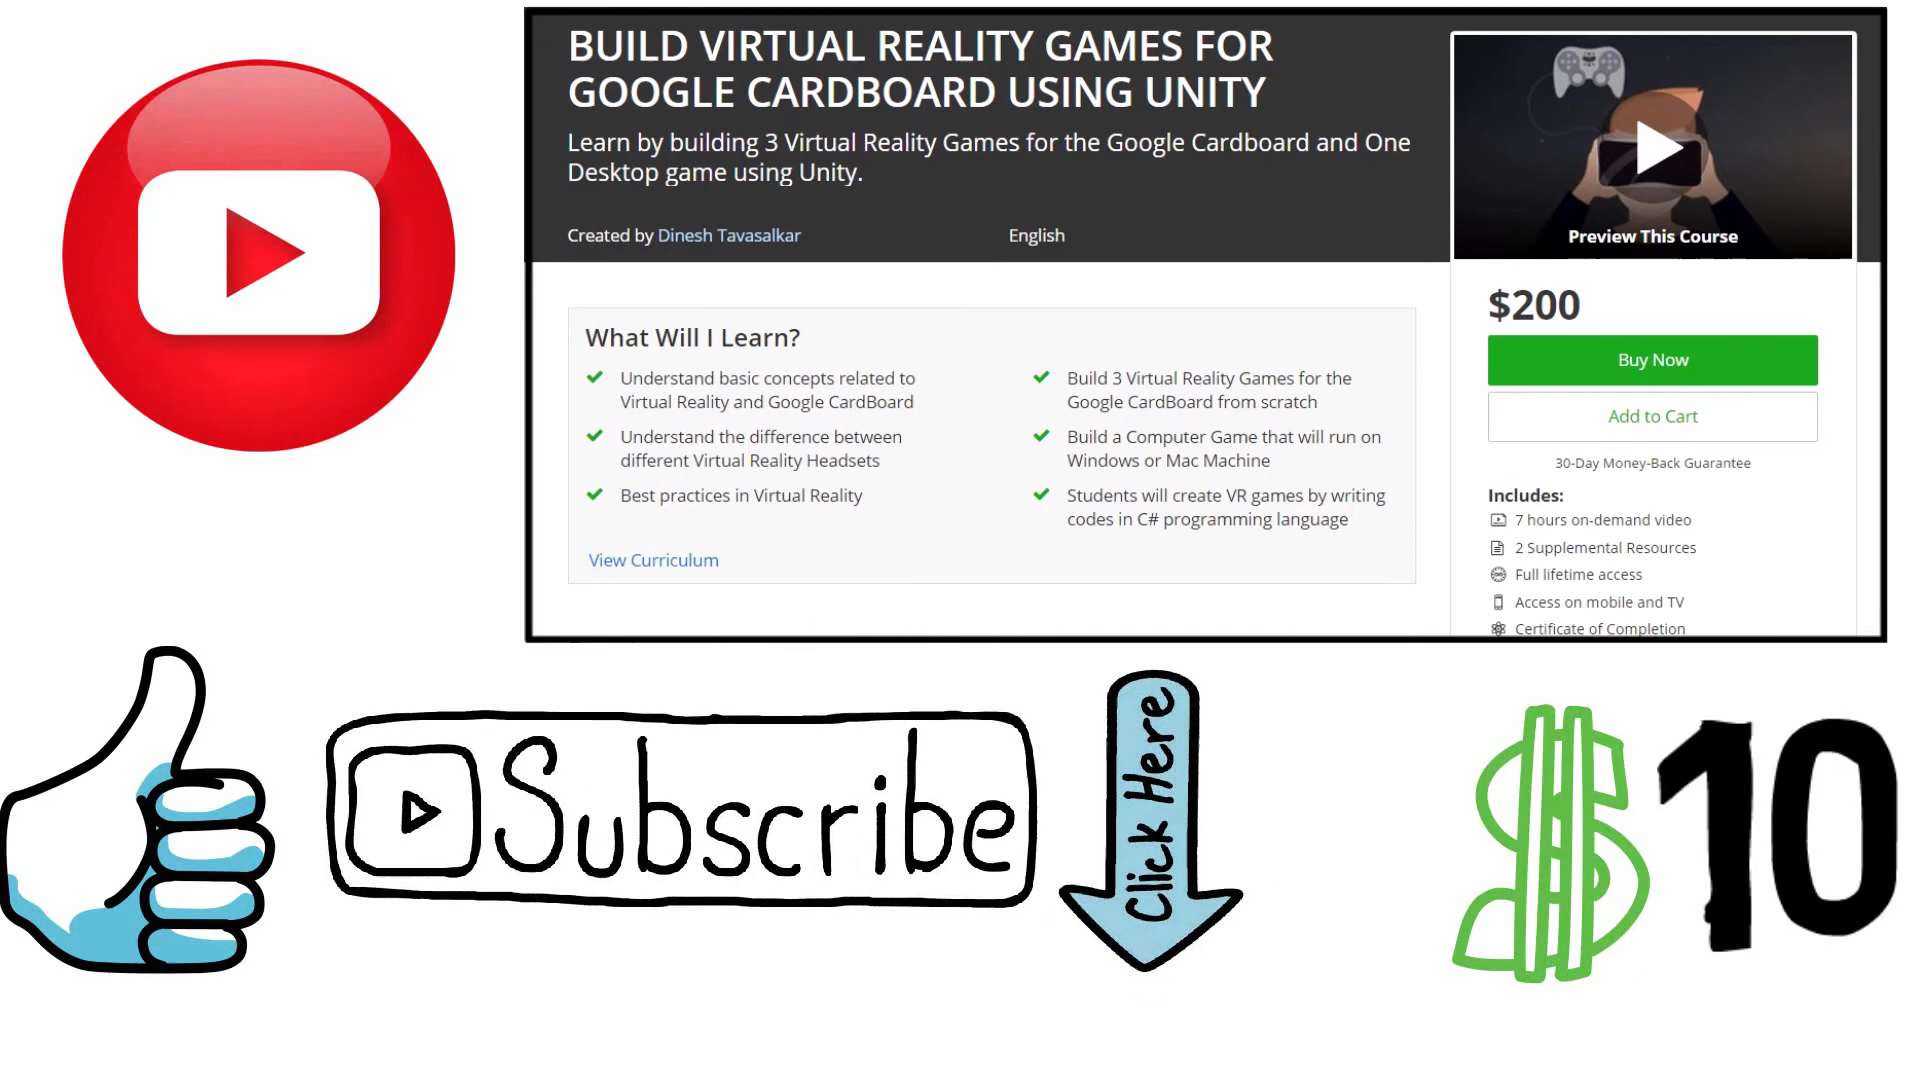 BUILD VIRTUAL REALITY GAMES FOR
GOOGLE CARDBOARD USING UNITY
Learn by building 3 Virtual Reality Games for the Google Cardboard and One
Desktop game using Unity.
Created by Dinesh Tavasalkar
English
Preview This Course
What Will I Learn?
Understand basic concepts related to
Virtual Reality and Google CardBoard
Understand the difference between
different Virtual Reality Headsets
Best practices in Virtual Reality
Build 3 Virtual Reality Games for the
Google CardBoard from scratch
Build a Computer Game that will run on
Windows or Mac Machine
Students will create VR games by writing
codes in C# programming language
View Curriculum
$200
Buy Now
Add to Cart
30-Day Money-Back Guarantee
Includes:
7 hours on-demand video
2 Supplemental Resources
Full lifetime access
Access on mobile and TV
Certificate of Completion
Subscribe
Click Here
$10